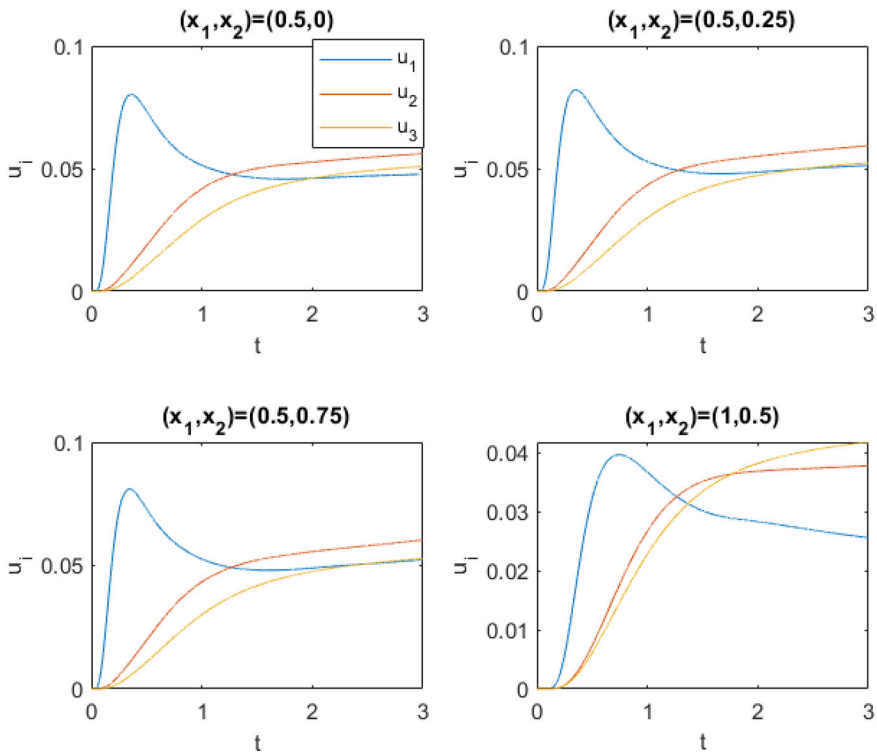 (x₁,x₂)=(0.5,0)
0.1
0.05
0
uᵢ
u₁
u₂
u₃
0 1 2 3
t
(x₁,x₂)=(0.5,0.25)
0.1
0.05
0
uᵢ
0 1 2 3
t
(x₁,x₂)=(0.5,0.75)
0.1
0.05
0
uᵢ
0 1 2 3
t
(x₁,x₂)=(1,0.5)
0.04
0.03
0.02
0.01
0
uᵢ
0 1 2 3
t